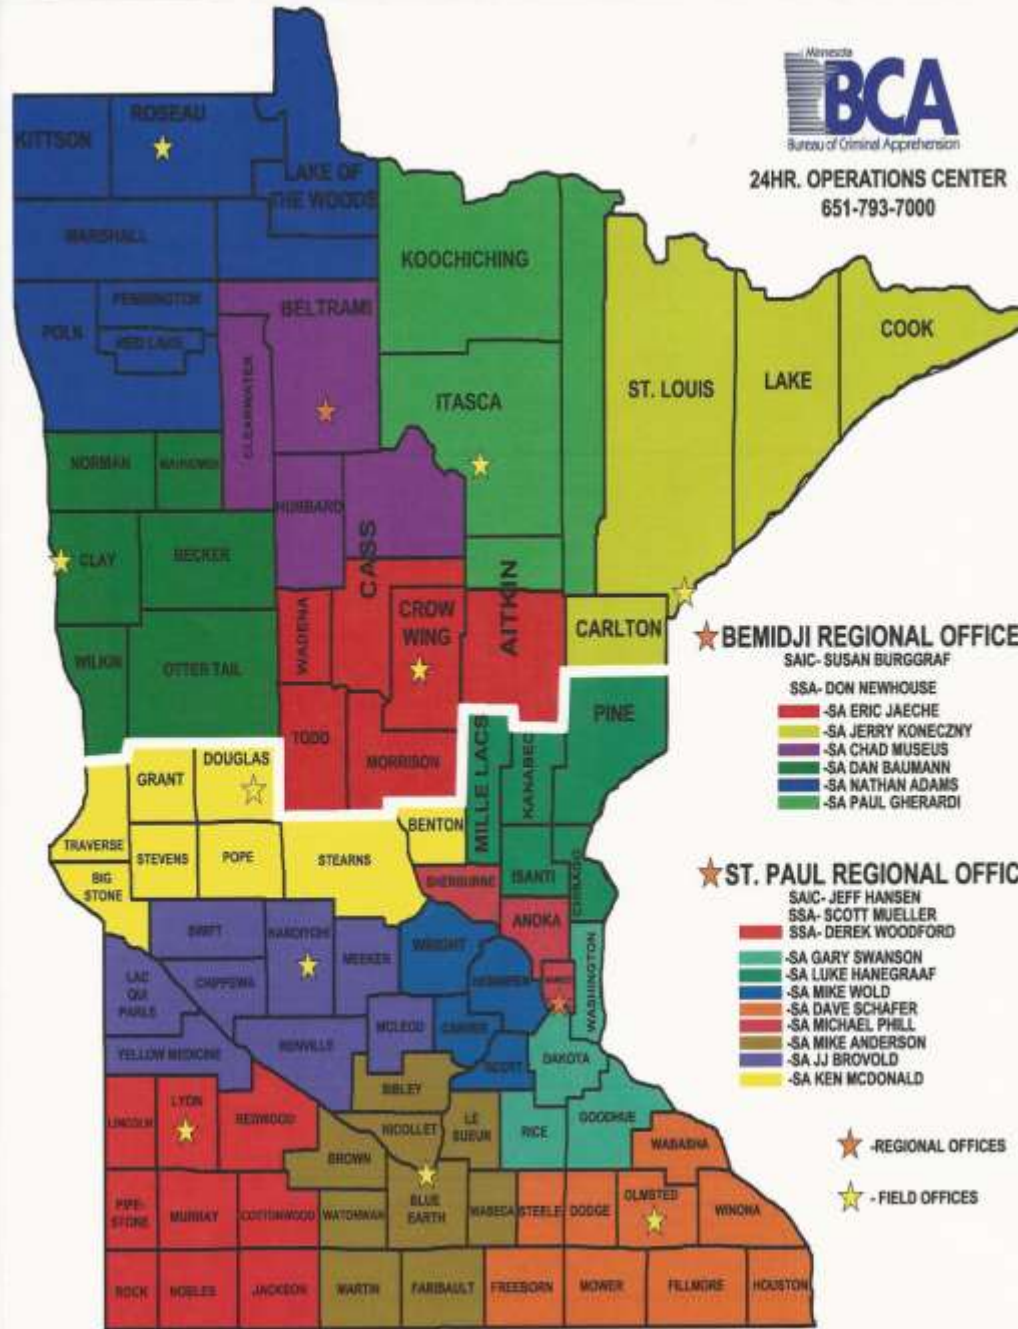 Minnesota
BCA
Bureau of Criminal Apprehension
24HR. OPERATIONS CENTER
651-793-7000
KITTSON
ROSEAU
LAKE OF
THE WOODS
MARSHALL
KOOCHICHING
PENNINGTON
POLK
RED LAKE
BELTRAMI
CLEARWATER
ITASCA
ST. LOUIS
LAKE
COOK
NORMAN
MAHNOMEN
HUBBARD
CASS
CLAY
BECKER
WADENA
CROW
WING
AITKIN
CARLTON
WILKIN
OTTER TAIL
TODD
MORRISON
MILLE LACS
KANABEC
PINE
GRANT
DOUGLAS
BENTON
TRAVERSE
STEVENS
POPE
STEARNS
BIG
STONE
SHERBURNE
ISANTI
CHISAGO
SWIFT
KANDIYOHI
MEEKER
WRIGHT
ANOKA
WASHINGTON
LAC
QUI
PARLE
CHIPPEWA
HENNEPIN
MCLEOD
CARVER
YELLOW MEDICINE
RENVILLE
SCOTT
DAKOTA
SIBLEY
LINCOLN
LYON
REDWOOD
NICOLLET
LE
SUEUR
RICE
GOODHUE
WABASHA
BROWN
PIPE-
STONE
MURRAY
COTTONWOOD
WATONWAN
BLUE
EARTH
WASECA
STEELE
DODGE
OLMSTED
WINONA
ROCK
NOBLES
JACKSON
MARTIN
FARIBAULT
FREEBORN
MOWER
FILLMORE
HOUSTON
BEMIDJI REGIONAL OFFICE
SAIC- SUSAN BURGGRAF
SSA- DON NEWHOUSE
-SA ERIC JAECHE
-SA JERRY KONECZNY
-SA CHAD MUSEUS
-SA DAN BAUMANN
-SA NATHAN ADAMS
-SA PAUL GHERARDI
ST. PAUL REGIONAL OFFIC
SAIC- JEFF HANSEN
SSA- SCOTT MUELLER
SSA- DEREK WOODFORD
-SA GARY SWANSON
-SA LUKE HANEGRAAF
-SA MIKE WOLD
-SA DAVE SCHAFER
-SA MICHAEL PHILL
-SA MIKE ANDERSON
-SA JJ BROVOLD
-SA KEN MCDONALD
-REGIONAL OFFICES
- FIELD OFFICES